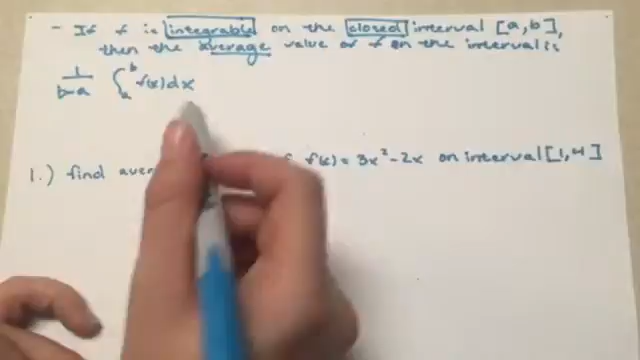 - If f is integrable on the closed interval [a,b],
then the average value of f on the interval is
1/b-a ∫_a^b f(x)dx
1.) find f f(x) = 3x² - 2x on interval [1,4]